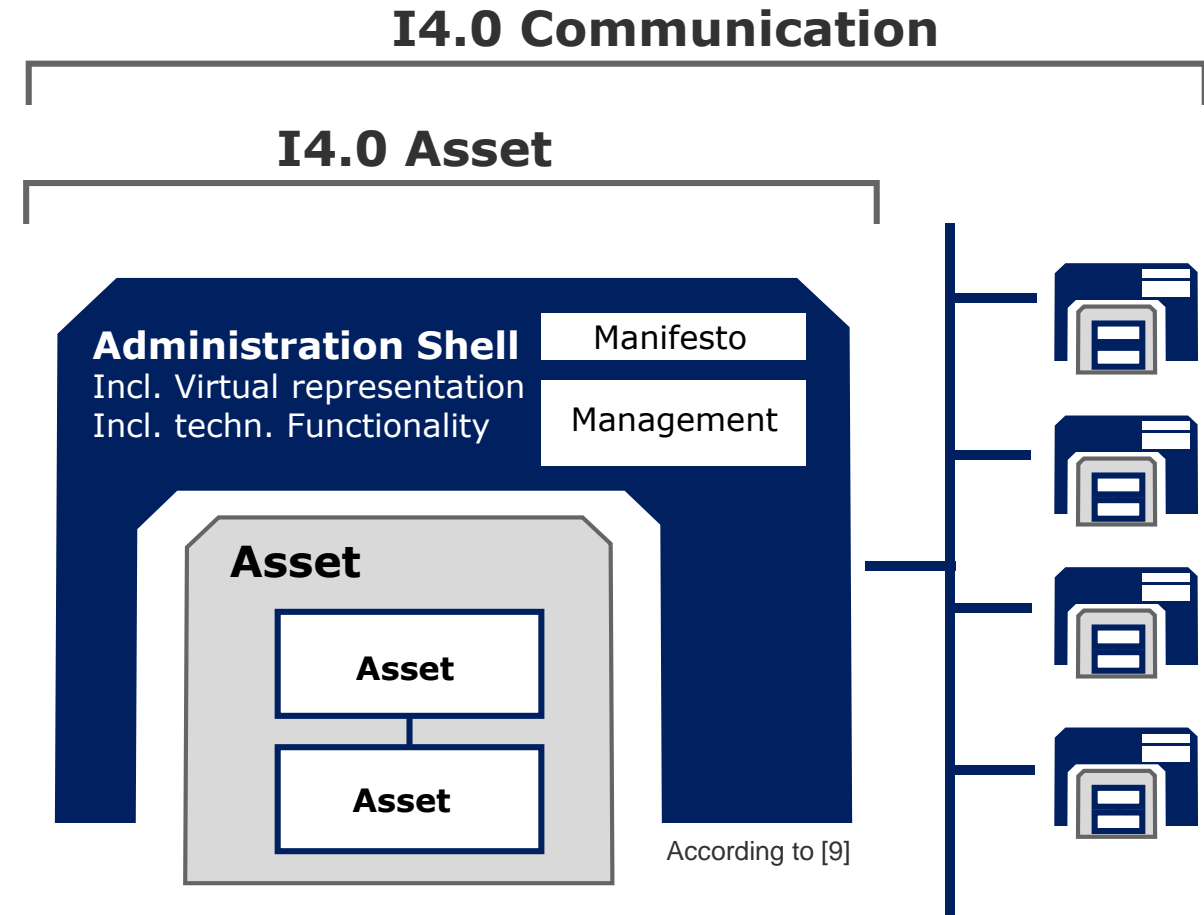 I4.0 Communication
I4.0 Asset
Administration Shell
Incl. Virtual representation
Incl. techn. Functionality
Manifesto
Management
Asset
Asset
Asset
According to [9]